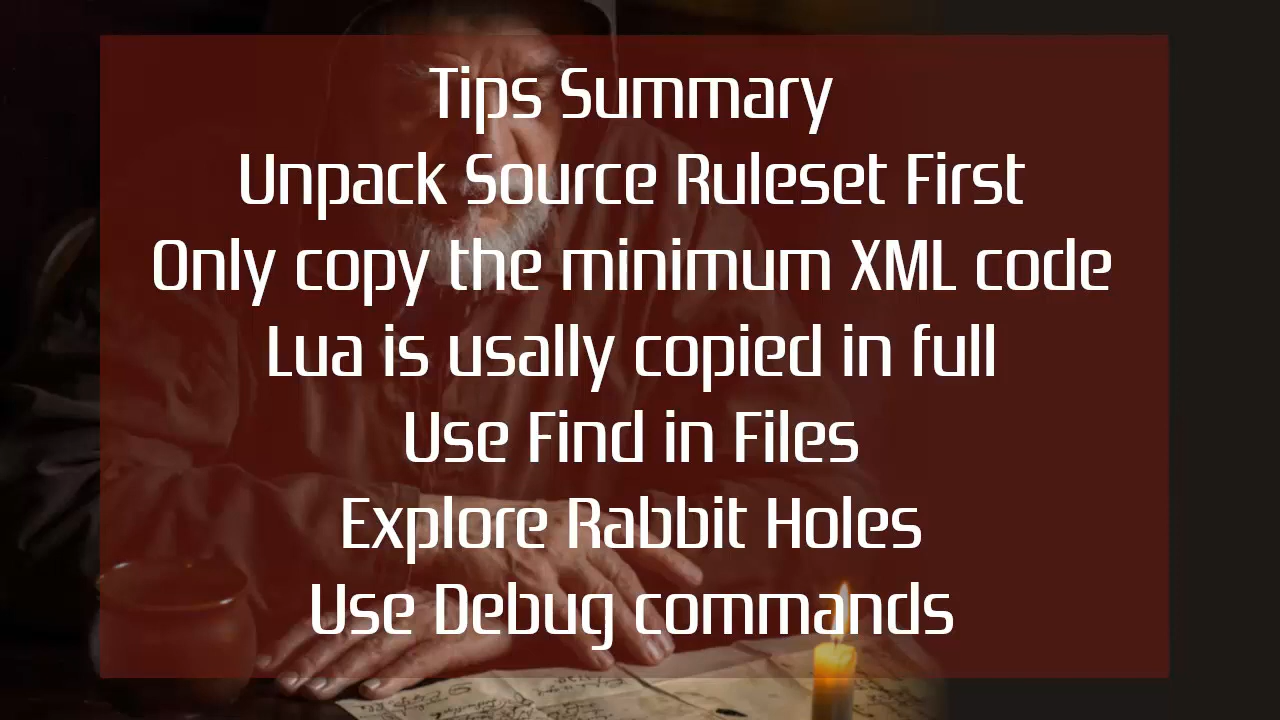 Tips Summary
Unpack Source Ruleset First
Only copy the minimum XML code
Lua is usally copied in full
Use Find in Files
Explore Rabbit Holes
Use Debug commands